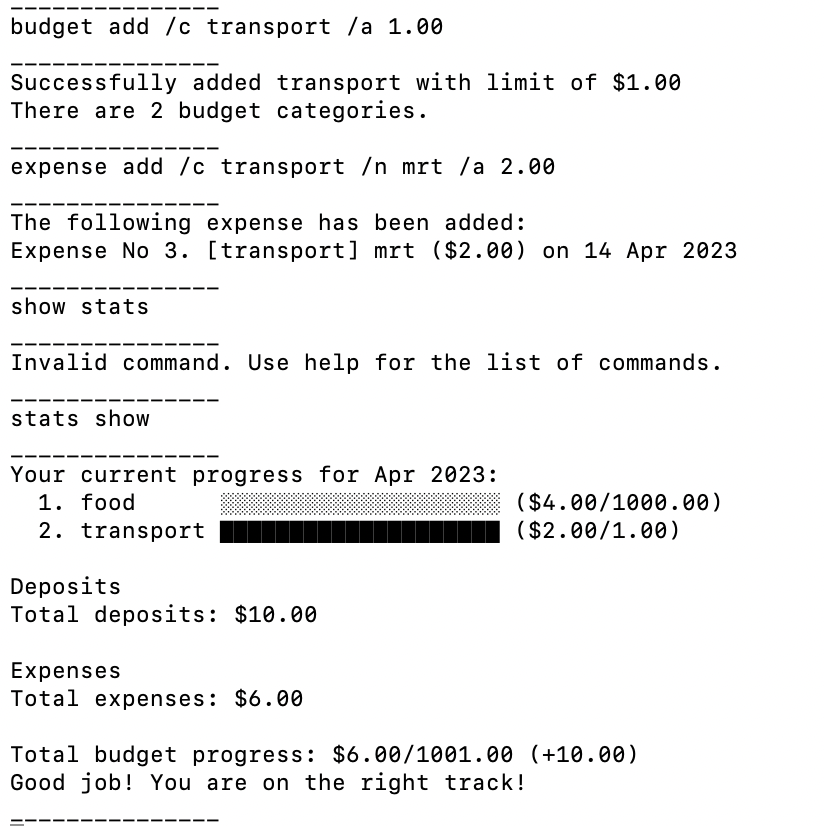 _______________
budget add /c transport /a 1.00
_______________
Successfully added transport with limit of $1.00
There are 2 budget categories.
_______________
expense add /c transport /n mrt /a 2.00
_______________
The following expense has been added:
Expense No 3. [transport] mrt ($2.00) on 14 Apr 2023
_______________
show stats
_______________
Invalid command. Use help for the list of commands.
_______________
stats show
_______________
Your current progress for Apr 2023:
1. food ░░░░░░░░░░░░░░░░░░░░ ($4.00/1000.00)
2. transport ████████████████████ ($2.00/1.00)
Deposits
Total deposits: $10.00
Expenses
Total expenses: $6.00
Total budget progress: $6.00/1001.00 (+10.00)
Good job! You are on the right track!
_______________